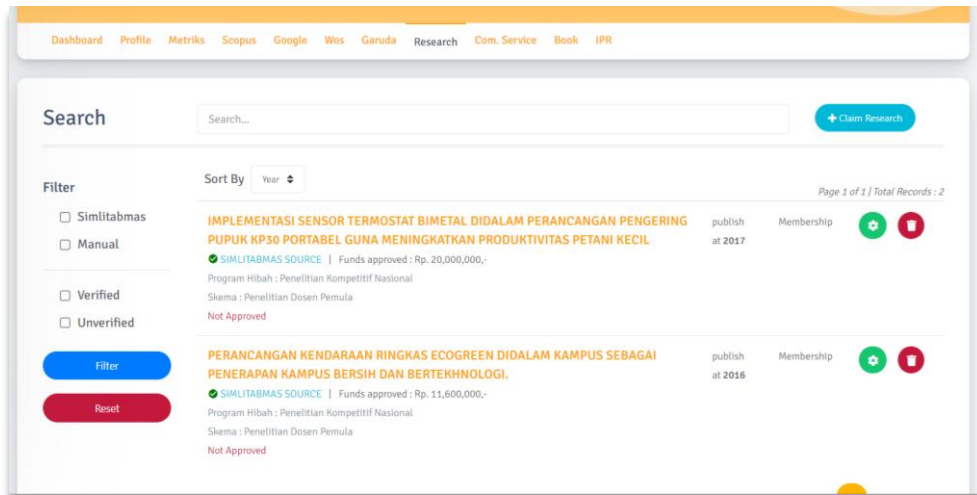 Dashboard Profile Metriks Scopus Google Wos Garuda Research Com. Service Book IPR
Search
Search...
Claim Research
Filter
Simlitabmas
Manual
Verified
Unverified
Filter
Reset
Sort By Year
Page 1 of 1 | Total Records : 2
IMPLEMENTASI SENSOR TERMOSTAT BIMETAL DIDALAM PERANCANGAN PENGERING
PUPUK KP30 PORTABEL GUNA MENINGKATKAN PRODUKTIVITAS PETANI KECIL
SIMLITABMAS SOURCE | Funds approved : Rp. 20,000,000,-
Program Hibah : Penelitian Kompetitif Nasional
Skema : Penelitian Dosen Pemula
Not Approved
publish
at 2017
Membership
PERANCANGAN KENDARAAN RINGKAS ECOGREEN DIDALAM KAMPUS SEBAGAI
PENERAPAN KAMPUS BERSIH DAN BERTEKHNOLOGI.
SIMLITABMAS SOURCE | Funds approved : Rp. 11,600,000,-
Program Hibah : Penelitian Kompetitif Nasional
Skema : Penelitian Dosen Pemula
Not Approved
publish
at 2016
Membership